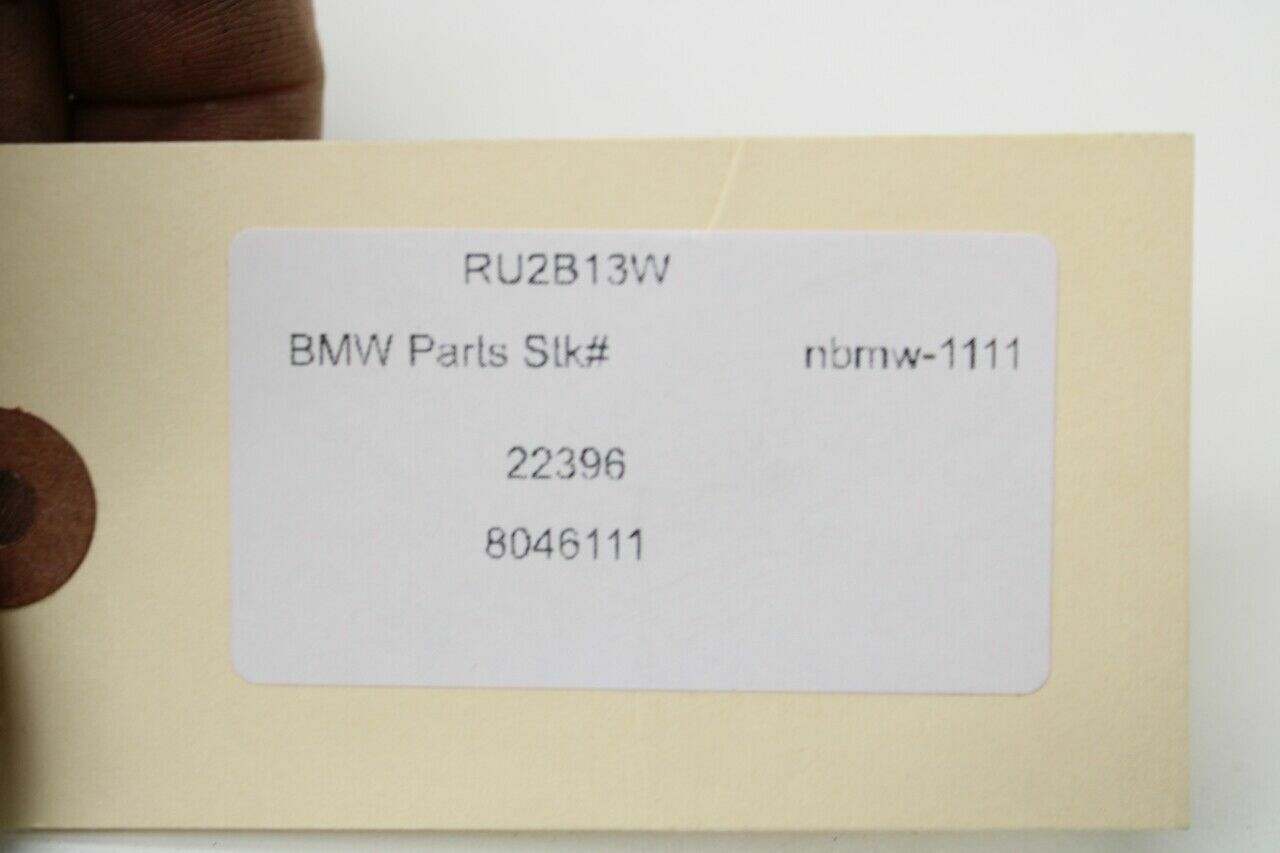 RU2B13W
BMW Parts Stk# nbmw-1111
22396
8046111